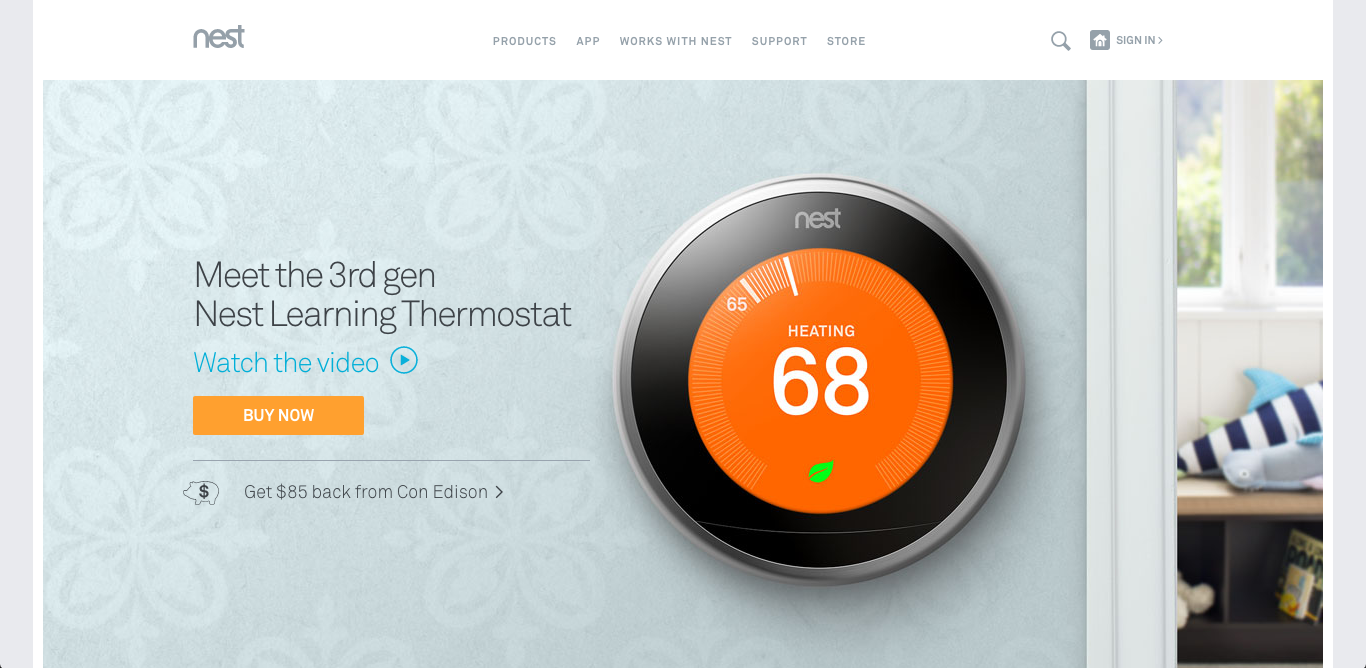 nest
PRODUCTS APP WORKS WITH NEST SUPPORT STORE
SIGN IN >
nest
65
HEATING
68
Meet the 3rd gen
Nest Learning Thermostat
Watch the video
BUY NOW
$ Get $85 back from Con Edison >